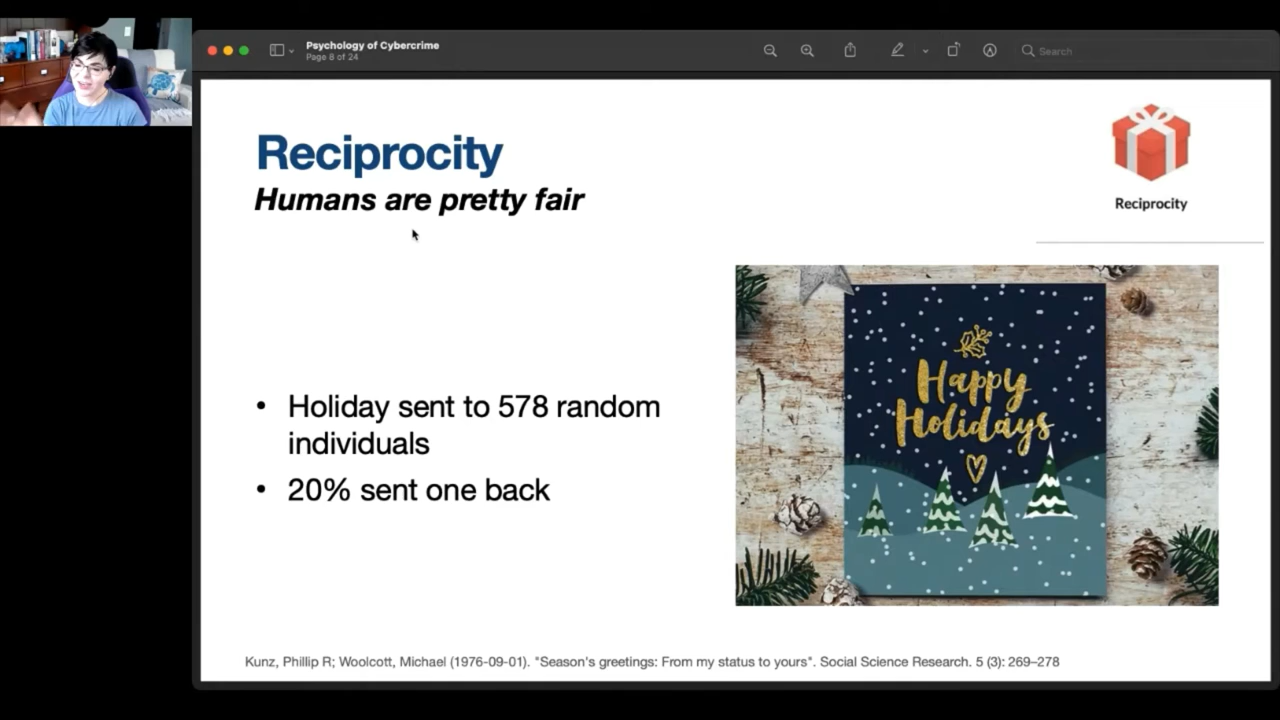 Psychology of Cybercrime
Page 8 of 24
Search
Reciprocity
Humans are pretty fair
Reciprocity
• Holiday sent to 578 random
individuals
• 20% sent one back
Happy
Holidays
Kunz, Phillip R; Woolcott, Michael (1976-09-01). "Season's greetings: From my status to yours". Social Science Research. 5 (3): 269–278